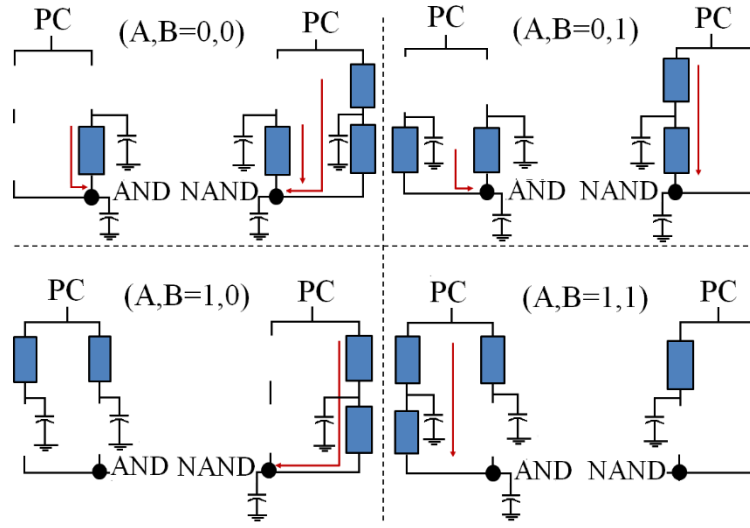 PC (A,B=0,0) PC
AND NAND
PC (A,B=0,1) PC
AND NAND
PC (A,B=1,0) PC
AND NAND
PC (A,B=1,1) PC
AND NAND